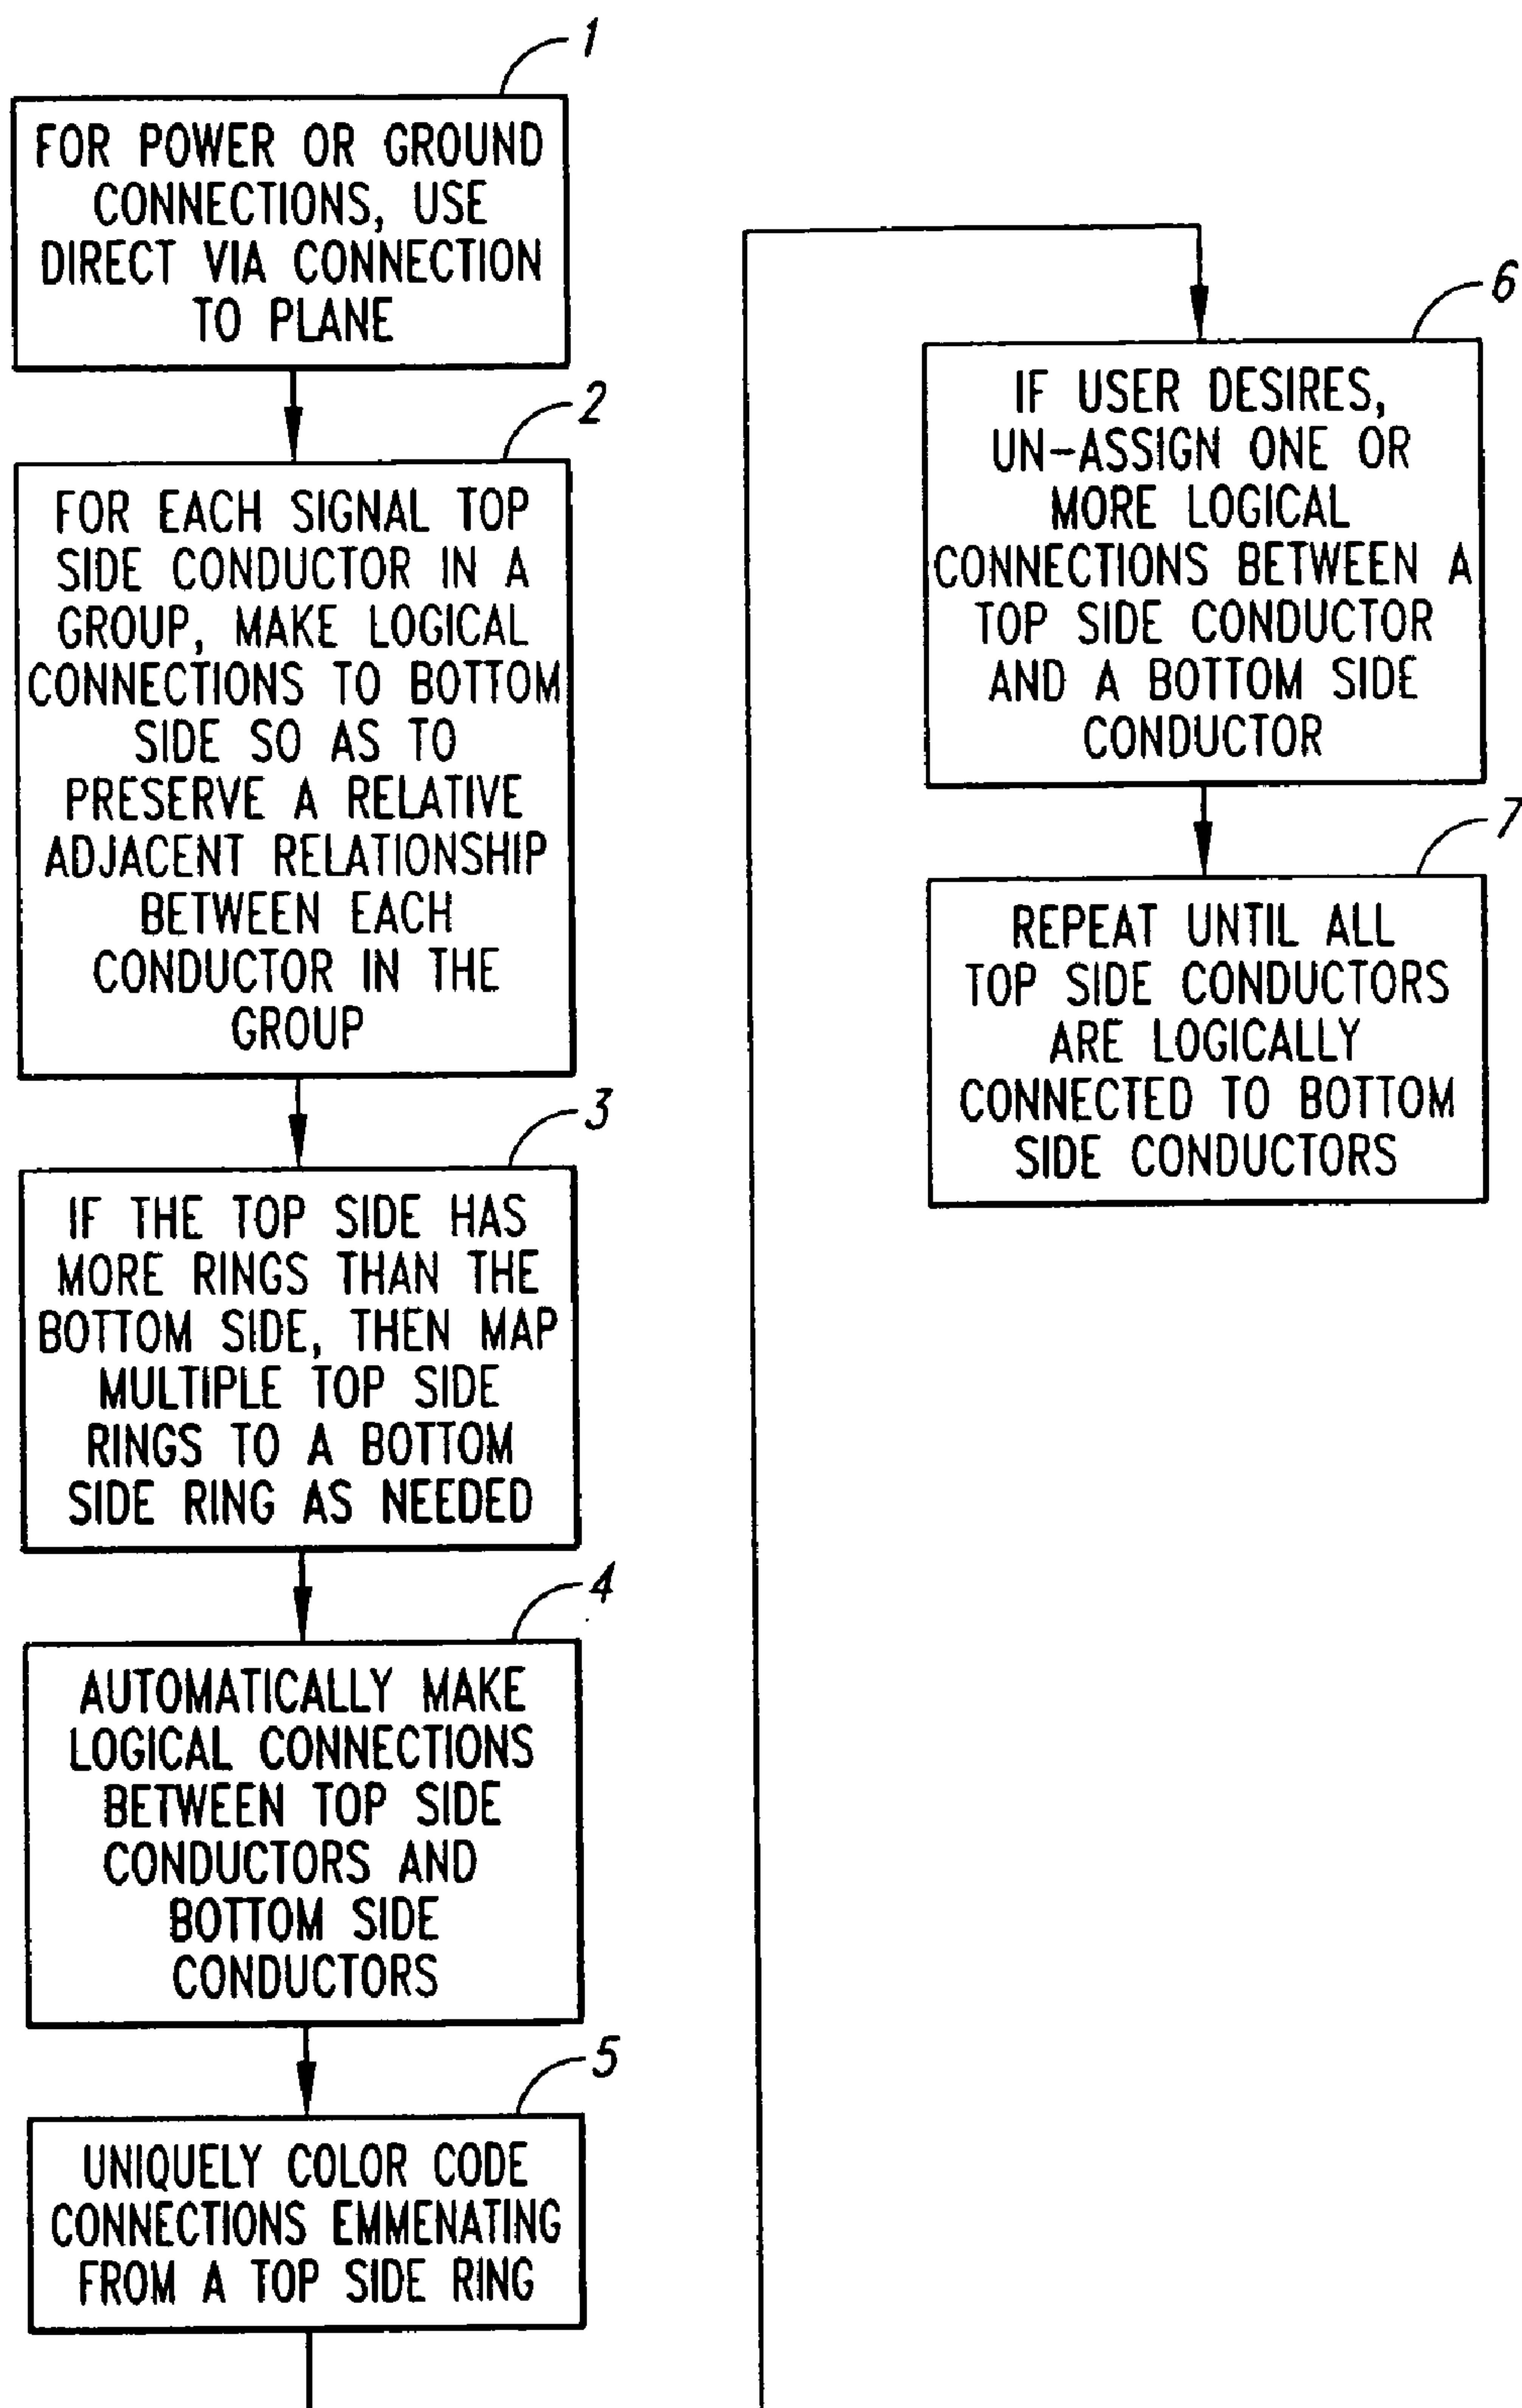 1
FOR POWER OR GROUND
CONNECTIONS, USE
DIRECT VIA CONNECTION
TO PLANE
2
FOR EACH SIGNAL TOP
SIDE CONDUCTOR IN A
GROUP, MAKE LOGICAL
CONNECTIONS TO BOTTOM
SIDE SO AS TO
PRESERVE A RELATIVE
ADJACENT RELATIONSHIP
BETWEEN EACH
CONDUCTOR IN THE
GROUP
3
IF THE TOP SIDE HAS
MORE RINGS THAN THE
BOTTOM SIDE, THEN MAP
MULTIPLE TOP SIDE
RINGS TO A BOTTOM
SIDE RING AS NEEDED
4
AUTOMATICALLY MAKE
LOGICAL CONNECTIONS
BETWEEN TOP SIDE
CONDUCTORS AND
BOTTOM SIDE
CONDUCTORS
5
UNIQUELY COLOR CODE
CONNECTIONS EMMENATING
FROM A TOP SIDE RING
6
IF USER DESIRES,
UN-ASSIGN ONE OR
MORE LOGICAL
CONNECTIONS BETWEEN A
TOP SIDE CONDUCTOR
AND A BOTTOM SIDE
CONDUCTOR
7
REPEAT UNTIL ALL
TOP SIDE CONDUCTORS
ARE LOGICALLY
CONNECTED TO BOTTOM
SIDE CONDUCTORS